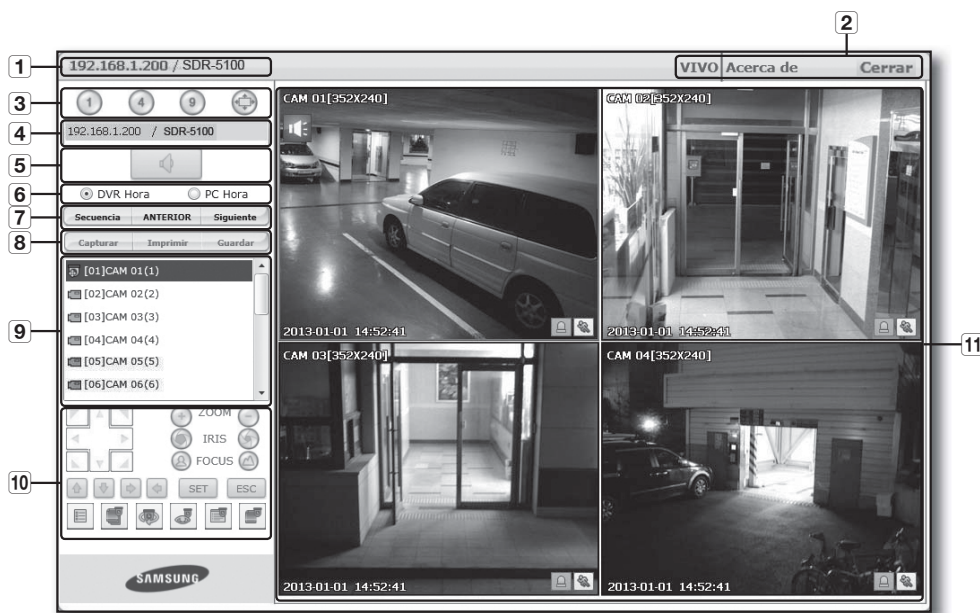 2
1
192.168.1.200 / SDR-5100
VIVO Acerca de Cerrar
3
1 4 9
4
192.168.1.200 / SDR-5100
5
6
DVR Hora PC Hora
7
Secuencia ANTERIOR Siguiente
8
Capturar Imprimir Guardar
9
[01]CAM 01(1)
[02]CAM 02(2)
[03]CAM 03(3)
[04]CAM 04(4)
[05]CAM 05(5)
[06]CAM 06(6)
10
ZOOM
IRIS
FOCUS
SET ESC
SAMSUNG
CAM 01[352X240]
2013-01-01 14:52:41
CAM 02[352X240]
2013-01-01 14:52:41
CAM 03[352X240]
2013-01-01 14:52:41
CAM 04[352X240]
2013-01-01 14:52:41
11